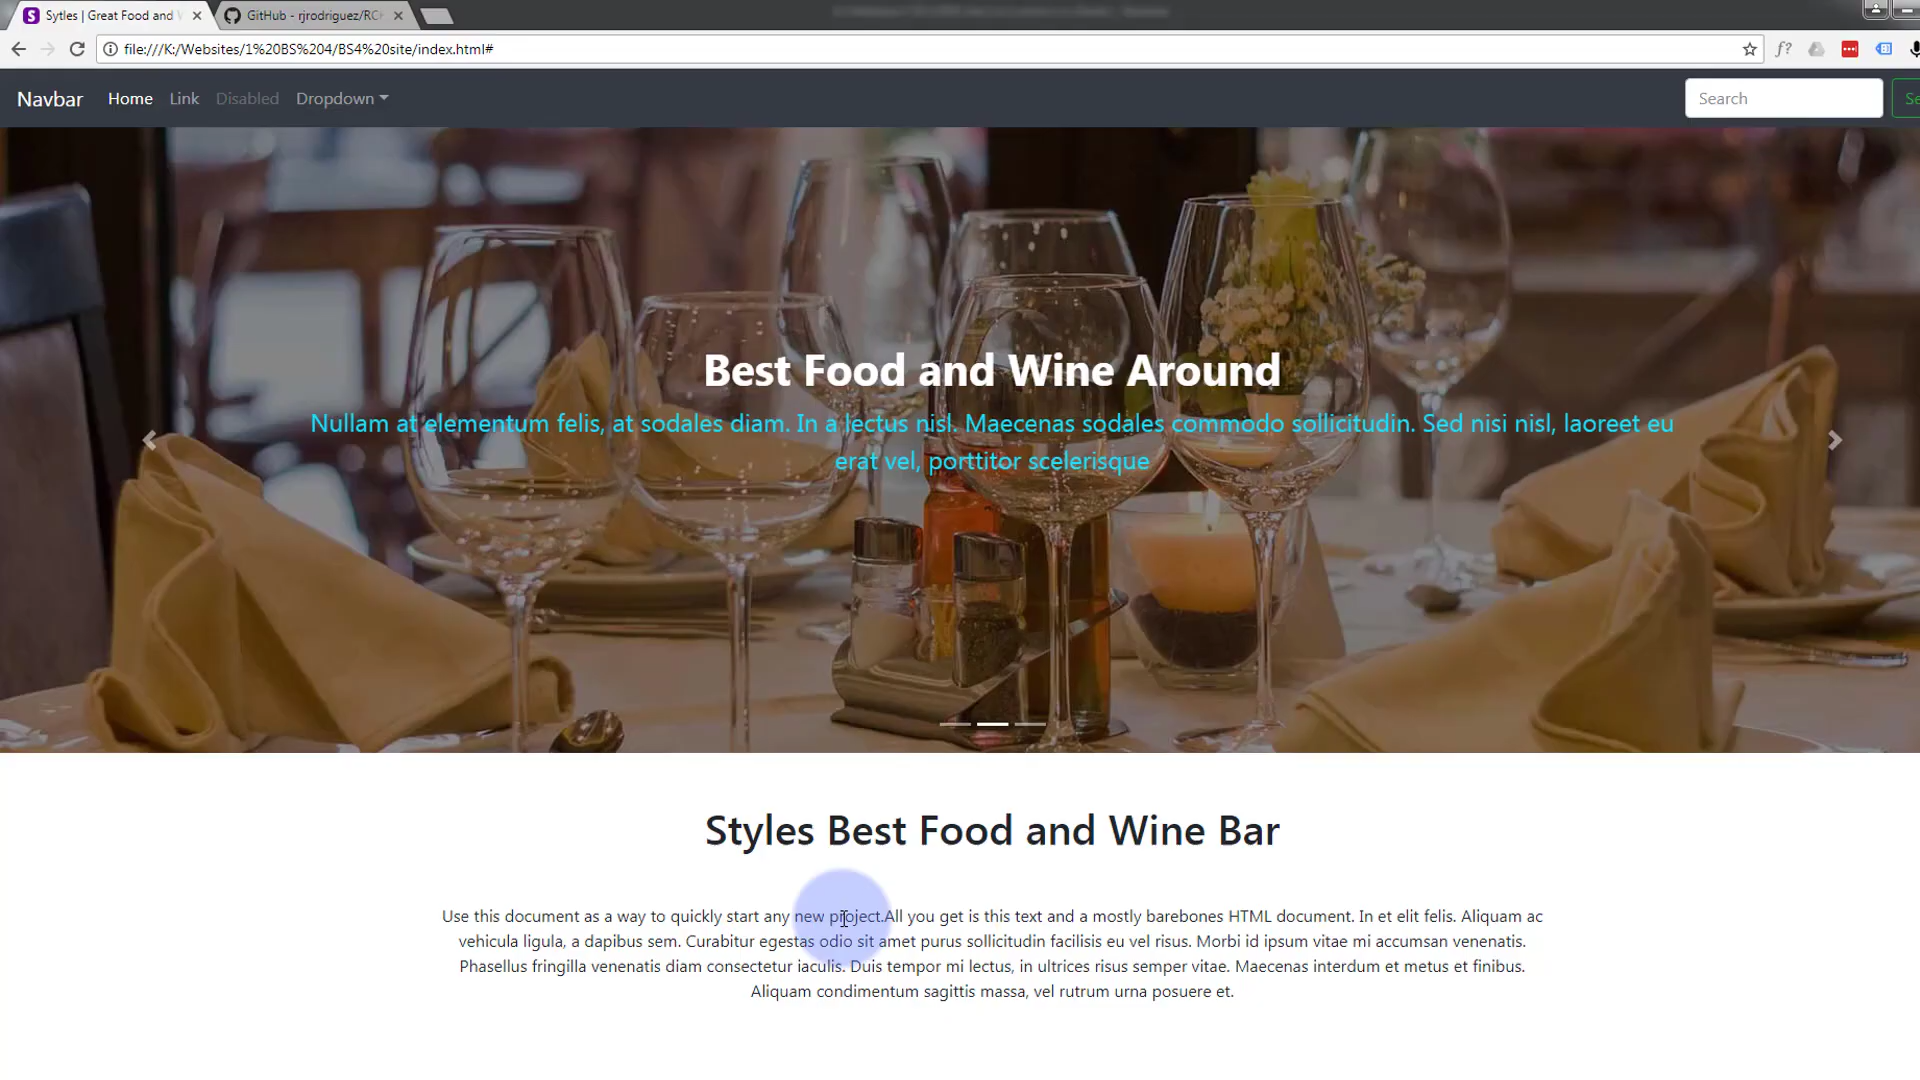 Sytles | Great Food and
GitHub - rjrodriguez/RC
file:///K:/Websites/1%20BS%204/BS4%20site/index.html#
f?
Navbar Home Link Disabled Dropdown
Search
Se
Best Food and Wine Around
Nullam at elementum felis, at sodales diam. In a lectus nisl. Maecenas sodales commodo sollicitudin. Sed nisi nisl, laoreet eu
erat vel, porttitor scelerisque
Styles Best Food and Wine Bar
Use this document as a way to quickly start any new project.All you get is this text and a mostly barebones HTML document. In et elit felis. Aliquam ac
vehicula ligula, a dapibus sem. Curabitur egestas odio sit amet purus sollicitudin facilisis eu vel risus. Morbi id ipsum vitae mi accumsan venenatis.
Phasellus fringilla venenatis diam consectetur iaculis. Duis tempor mi lectus, in ultrices risus semper vitae. Maecenas interdum et metus et finibus.
Aliquam condimentum sagittis massa, vel rutrum urna posuere et.